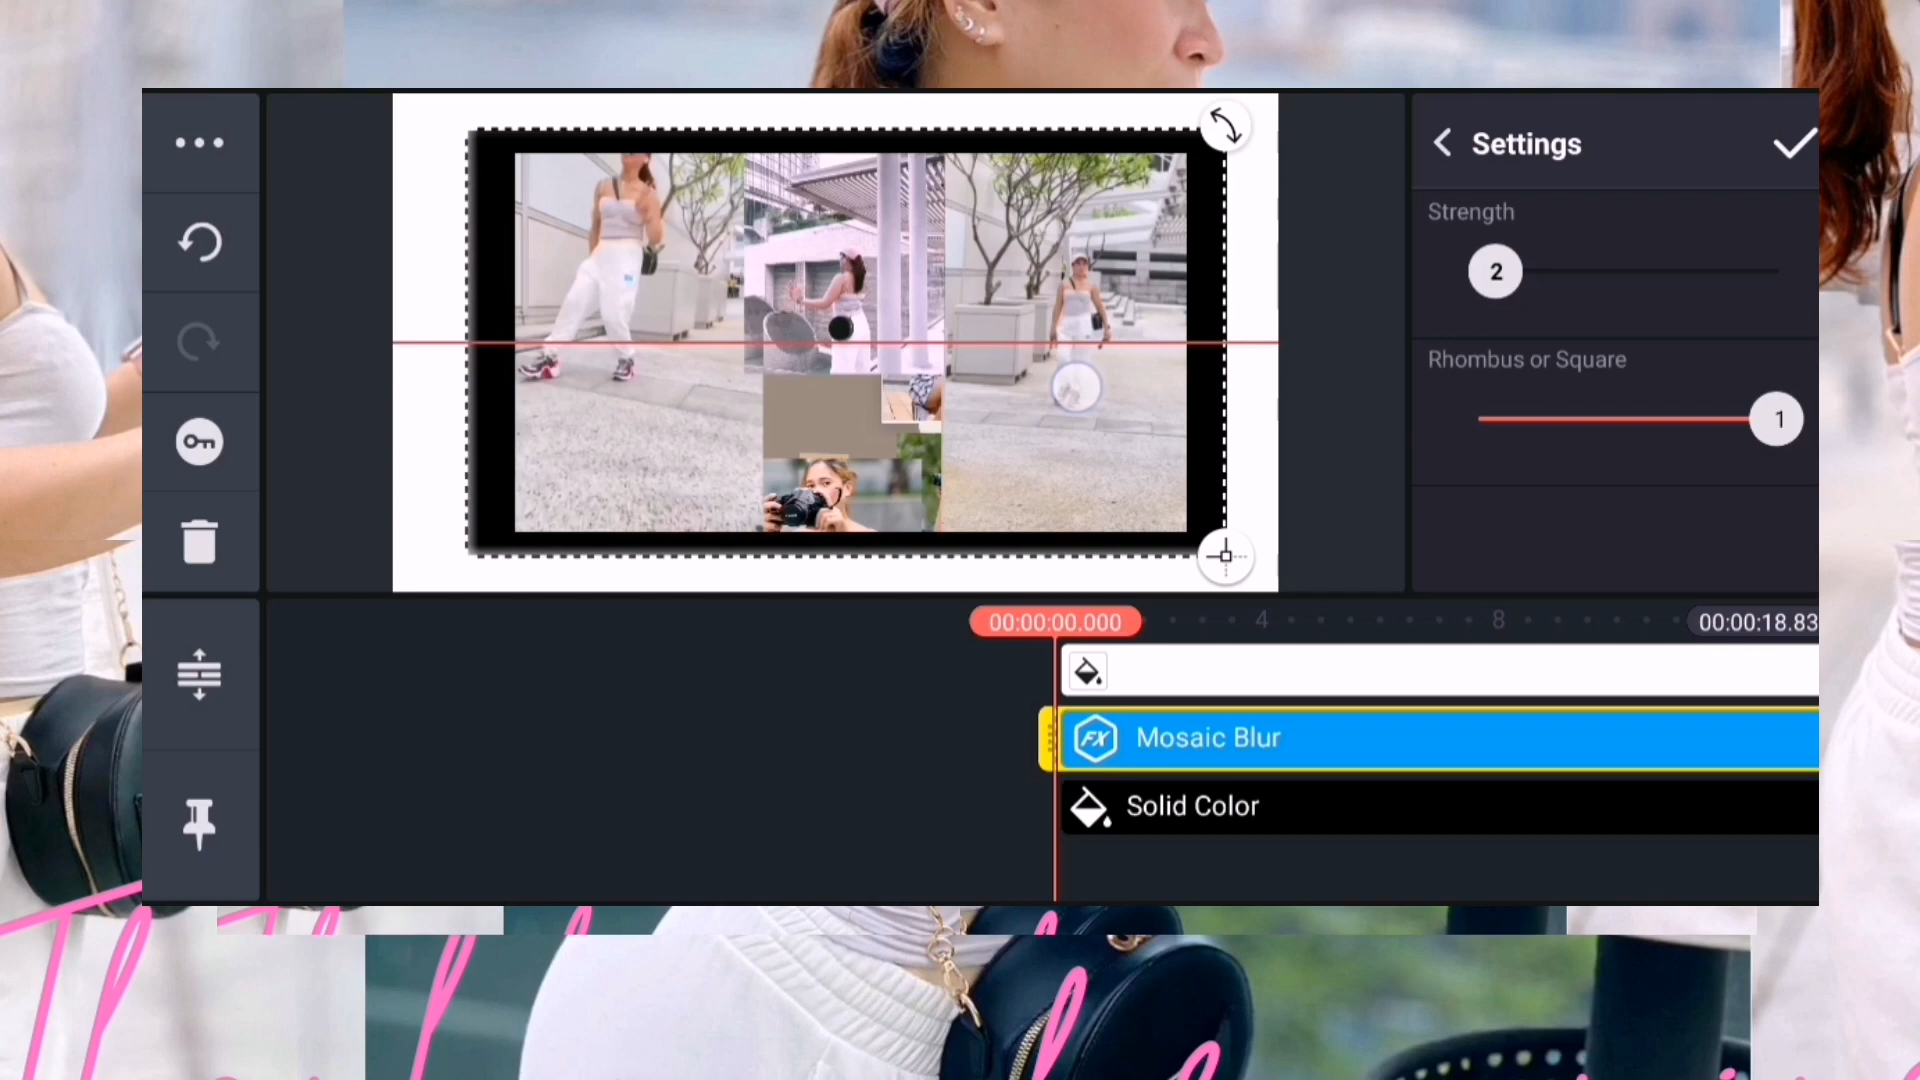 Settings
Strength
2
Rhombus or Square
1
00:00:00.000
4
8
00:00:18.83
FX
Mosaic Blur
Solid Color